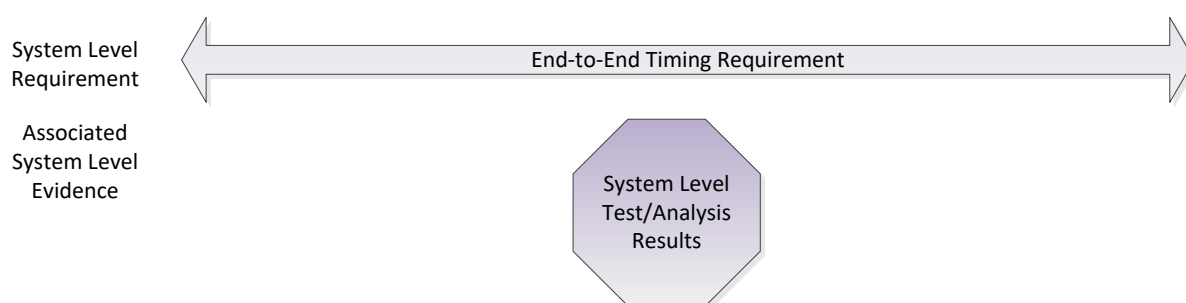 System Level
Requirement
End-to-End Timing Requirement
Associated
System Level
Evidence
System Level
Test/Analysis
Results